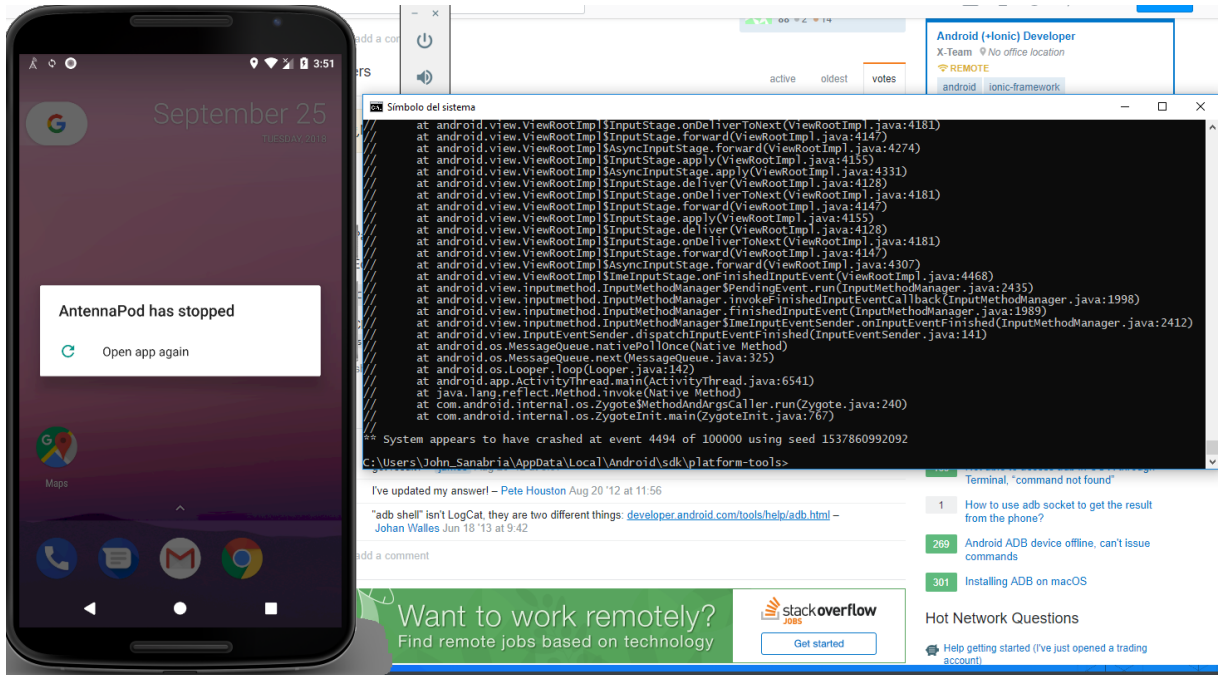 3:51
September 25
TUESDAY, 2018
G
AntennaPod has stopped
Open app again
Maps
add a
88 2 14
active oldest votes
Android (+Ionic) Developer
X-Team No office location
REMOTE
android ionic-framework
Símbolo del sistema
// at android.view.ViewRootImpl$InputStage.onDeliverToNext(ViewRootImpl.java:4181)
// at android.view.ViewRootImpl$InputStage.forward(ViewRootImpl.java:4147)
// at android.view.ViewRootImpl$AsyncInputStage.forward(ViewRootImpl.java:4274)
// at android.view.ViewRootImpl$InputStage.apply(ViewRootImpl.java:4155)
// at android.view.ViewRootImpl$AsyncInputStage.apply(ViewRootImpl.java:4331)
// at android.view.ViewRootImpl$InputStage.deliver(ViewRootImpl.java:4128)
// at android.view.ViewRootImpl$InputStage.onDeliverToNext(ViewRootImpl.java:4181)
// at android.view.ViewRootImpl$InputStage.forward(ViewRootImpl.java:4147)
// at android.view.ViewRootImpl$InputStage.apply(ViewRootImpl.java:4155)
// at android.view.ViewRootImpl$InputStage.deliver(ViewRootImpl.java:4128)
// at android.view.ViewRootImpl$InputStage.onDeliverToNext(ViewRootImpl.java:4181)
// at android.view.ViewRootImpl$InputStage.forward(ViewRootImpl.java:4147)
// at android.view.ViewRootImpl$AsyncInputStage.forward(ViewRootImpl.java:4307)
// at android.view.ViewRootImpl$ImeInputStage.onFinishedInputEvent(ViewRootImpl.java:4468)
// at android.view.inputmethod.InputMethodManager$PendingEvent.run(InputMethodManager.java:2435)
// at android.view.inputmethod.InputMethodManager.invokeFinishedInputEventCallback(InputMethodManager.java:1998)
// at android.view.inputmethod.InputMethodManager.finishedInputEvent(InputMethodManager.java:1989)
// at android.view.inputmethod.InputMethodManager$ImeInputEventSender.onInputEventFinished(InputMethodManager.java:2412)
// at android.view.InputEventSender.dispatchInputEventFinished(InputEventSender.java:141)
// at android.os.MessageQueue.nativePollOnce(Native Method)
// at android.os.MessageQueue.next(MessageQueue.java:325)
// at android.os.Looper.loop(Looper.java:142)
// at android.app.ActivityThread.main(ActivityThread.java:6541)
// at java.lang.reflect.Method.invoke(Native Method)
// at com.android.internal.os.Zygote$MethodAndArgsCaller.run(Zygote.java:240)
// at com.android.internal.os.ZygoteInit.main(ZygoteInit.java:767)
//
** System appears to have crashed at event 4494 of 100000 using seed 1537860992092
C:\Users\John_Sanabria\AppData\Local\Android\sdk\platform-tools>
I've updated my answer! – Pete Houston Aug 20 '12 at 11:56
"adb shell" isn't LogCat, they are two different things: developer.android.com/tools/help/adb.html –
Johan Walles Jun 18 '13 at 9:42
add a comment
Want to work remotely?
Find remote jobs based on technology
stackoverflow
JOBS
Get started
Terminal, "command not found"
1 How to use adb socket to get the result
from the phone?
269 Android ADB device offline, can't issue
commands
301 Installing ADB on macOS
Hot Network Questions
Help getting started (I've just opened a trading
account)